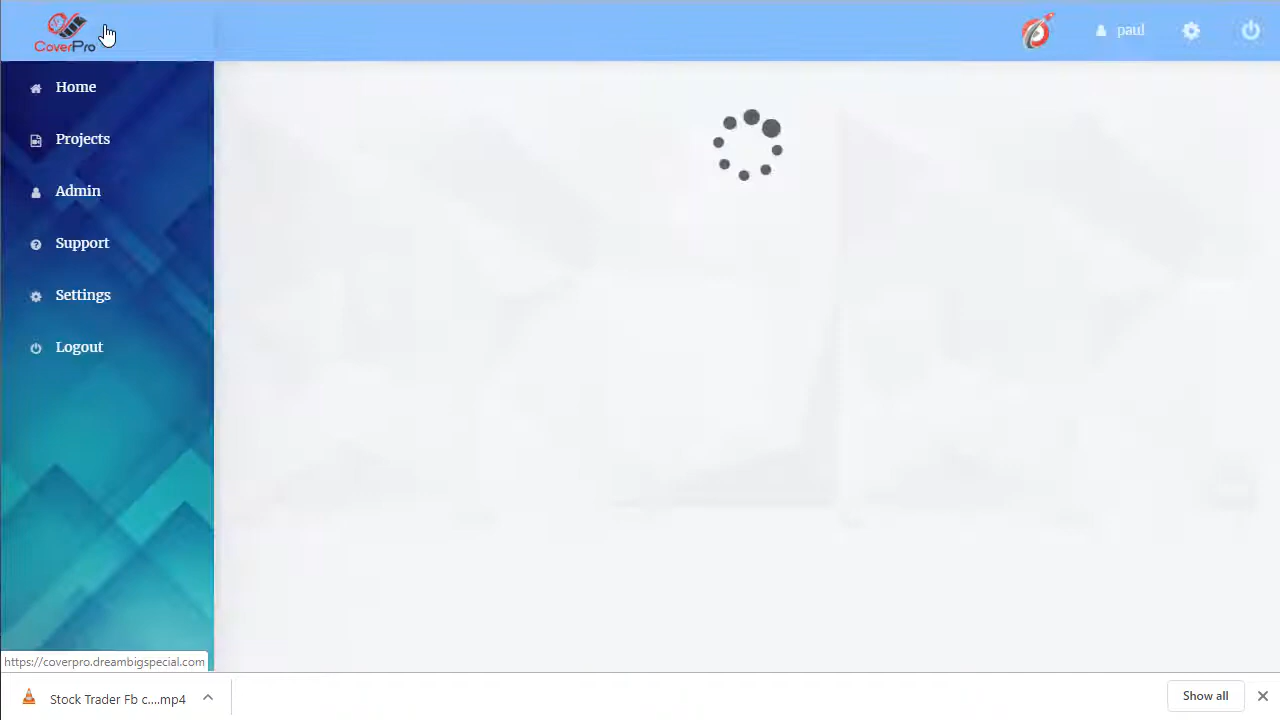 CoverPro
paul
Home
Projects
Admin
Support
Settings
Logout
https://coverpro.dreambigspecial.com
Stock Trader Fb c....mp4
Show all